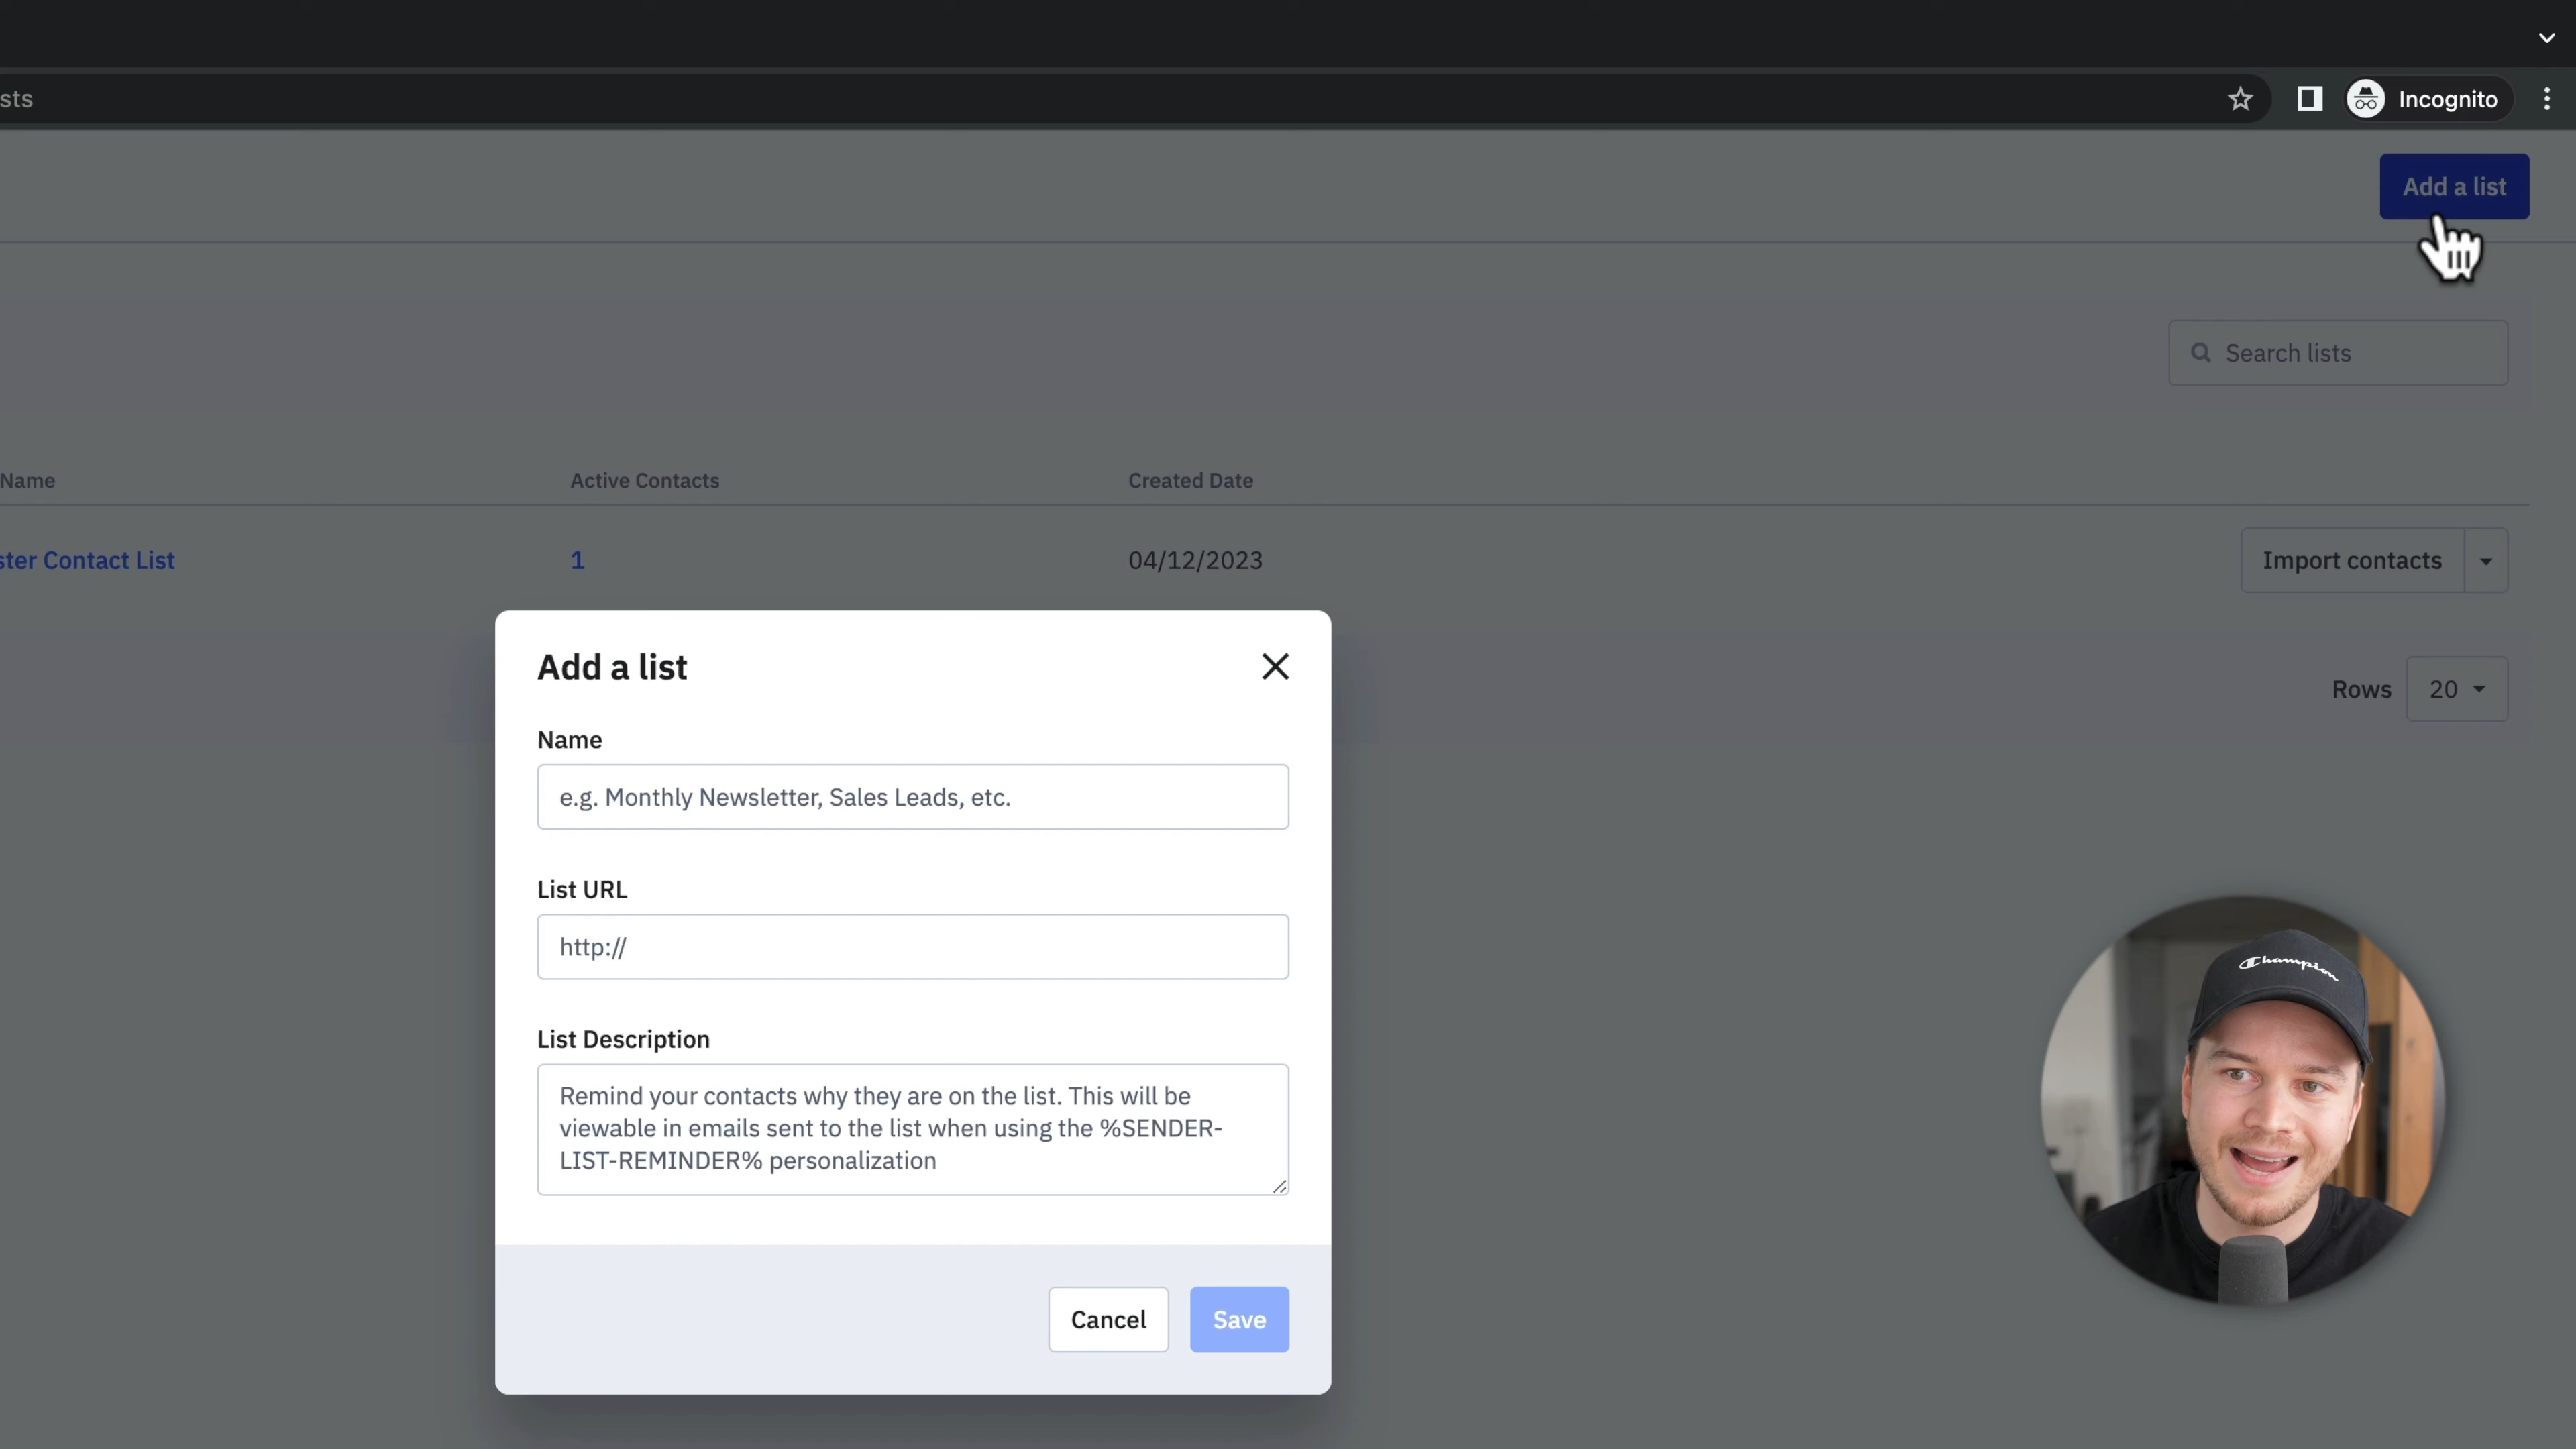 sts
Incognito
Add a list
Search lists
Name Active Contacts Created Date
ster Contact List 1 04/12/2023 Import contacts
Rows 20
Add a list
Name
e.g. Monthly Newsletter, Sales Leads, etc.
List URL
http://
List Description
Remind your contacts why they are on the list. This will be
viewable in emails sent to the list when using the %SENDER-
LIST-REMINDER% personalization
Cancel Save
Champion